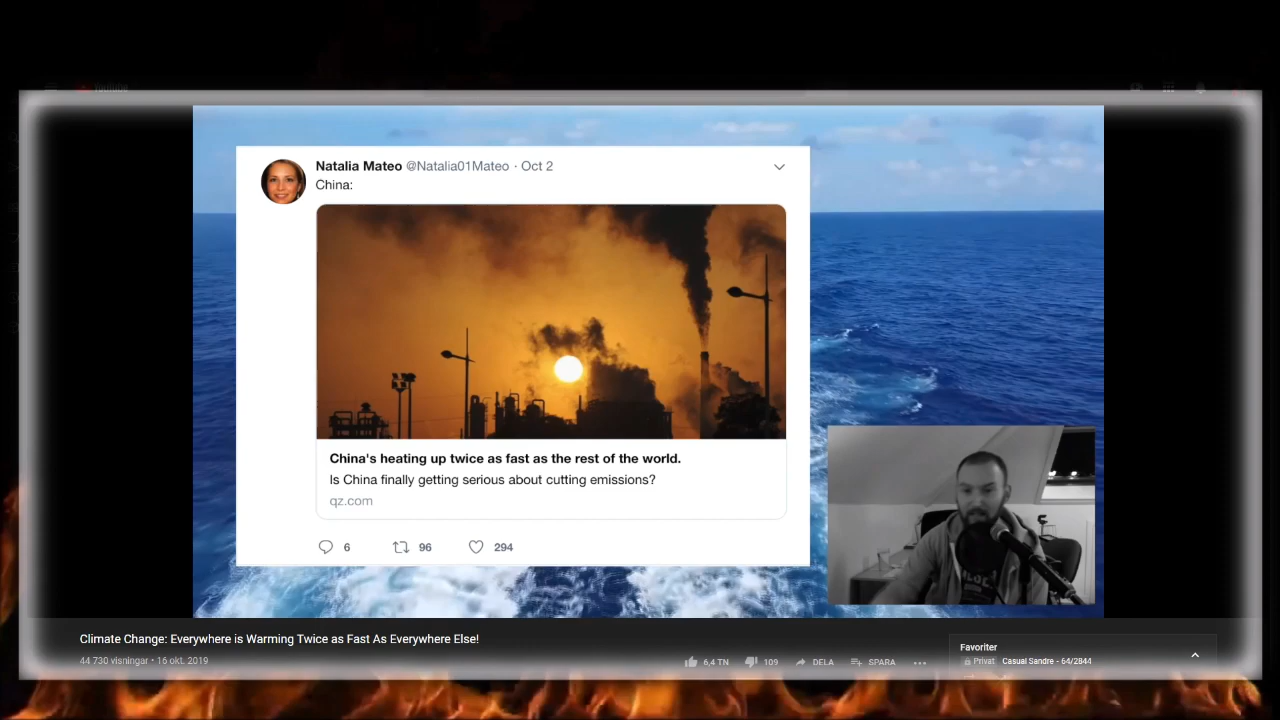 YouTube
Natalia Mateo @Natalia01Mateo · Oct 2
China:
China's heating up twice as fast as the rest of the world.
Is China finally getting serious about cutting emissions?
qz.com
6 96 294
Climate Change: Everywhere is Warming Twice as Fast As Everywhere Else!
44 730 visningar • 16 okt. 2019
6,4 TN 109 DELA SPARA
Favoriter
Privat Casual Sandre - 64/2844